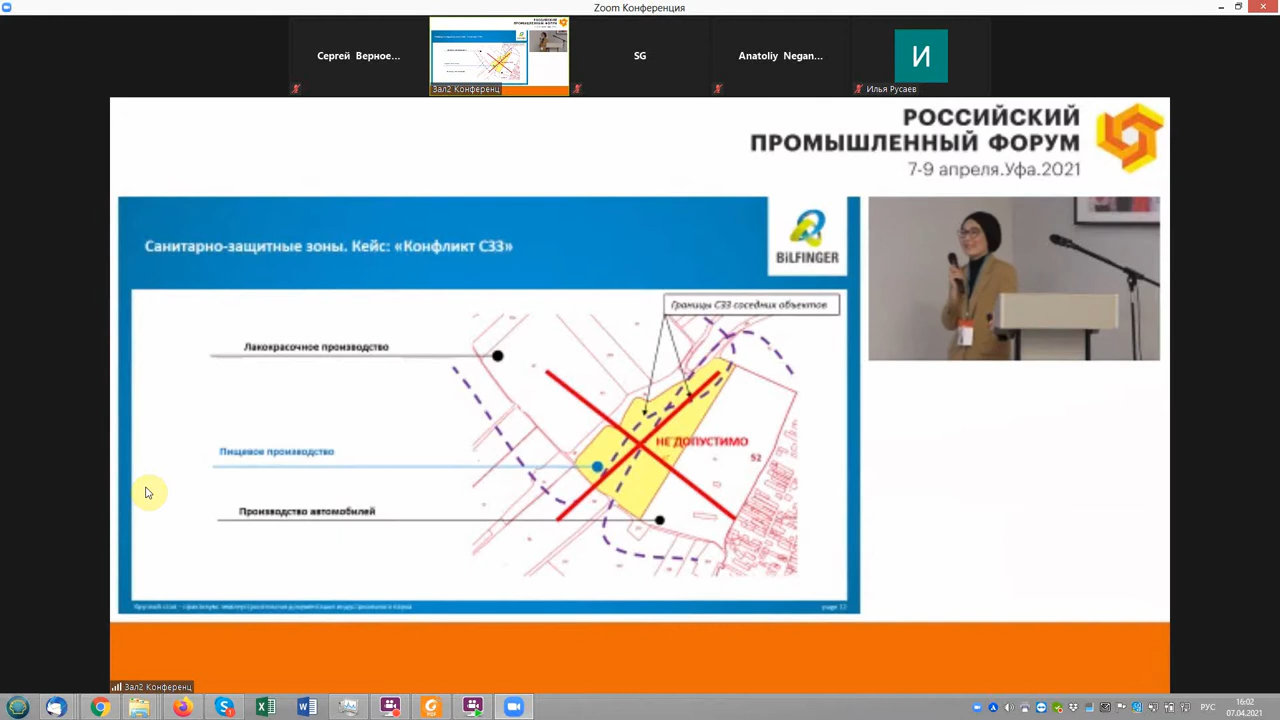 Zoom Конференция
Сергей Верное...
Зал2 Конференц
SG
Anatoliy Negan...
И
Илья Русаев
РОССИЙСКИЙ
ПРОМЫШЛЕННЫЙ ФОРУМ
7-9 апреля.Уфа.2021
Санитарно-защитные зоны. Кейс: «Конфликт СЗЗ»
BILFINGER
Границы СЗЗ соседних объектов
Лакокрасочное производство
НЕ ДОПУСТИМО
Пищевое производство
52
Производство автомобилей
Зал2 Конференц
РУС
16:02
07.04.2021